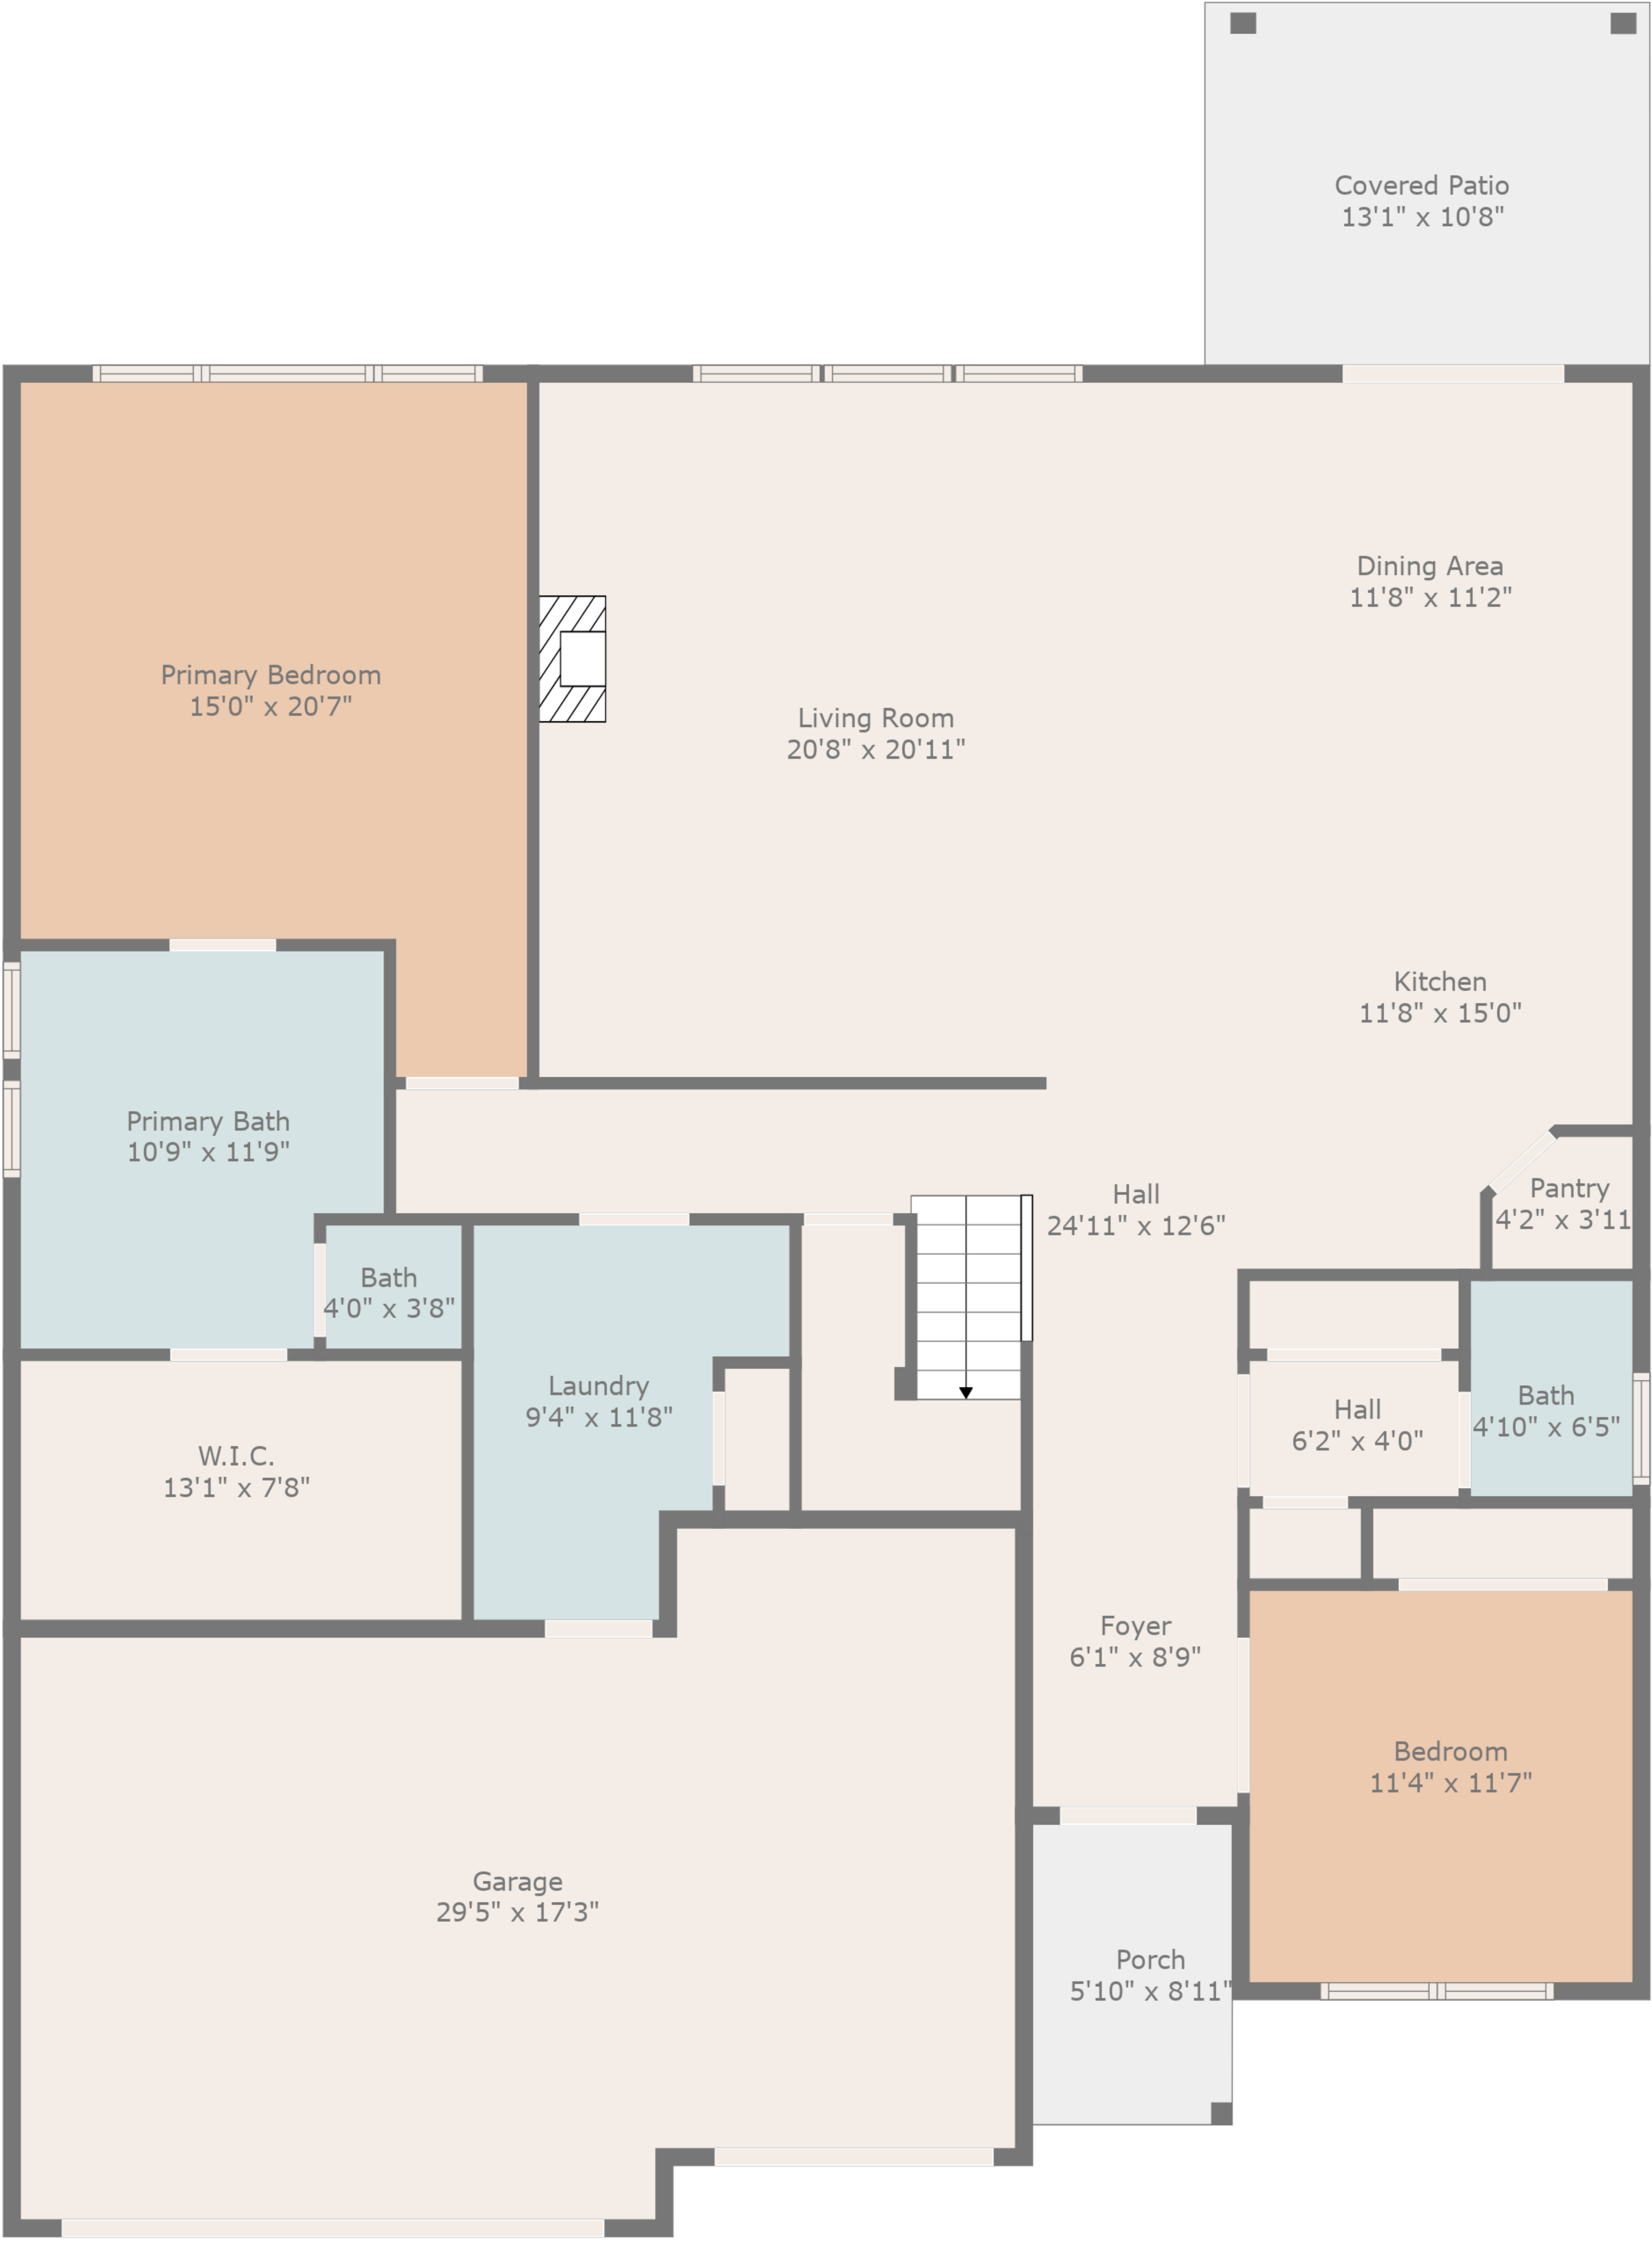 Covered Patio
13'1" x 10'8"
Dining Area
11'8" x 11'2"
Primary Bedroom
15'0" x 20'7"
Living Room
20'8" x 20'11"
Kitchen
11'8" x 15'0"
Primary Bath
10'9" x 11'9"
Pantry
4'2" x 3'11
Hall
24'11" x 12'6"
Bath
4'0" x 3'8"
Laundry
9'4" x 11'8"
Hall
6'2" x 4'0"
Bath
4'10" x 6'5"
W.I.C.
13'1" x 7'8"
Foyer
6'1" x 8'9"
Bedroom
11'4" x 11'7"
Garage
29'5" x 17'3"
Porch
5'10" x 8'11"